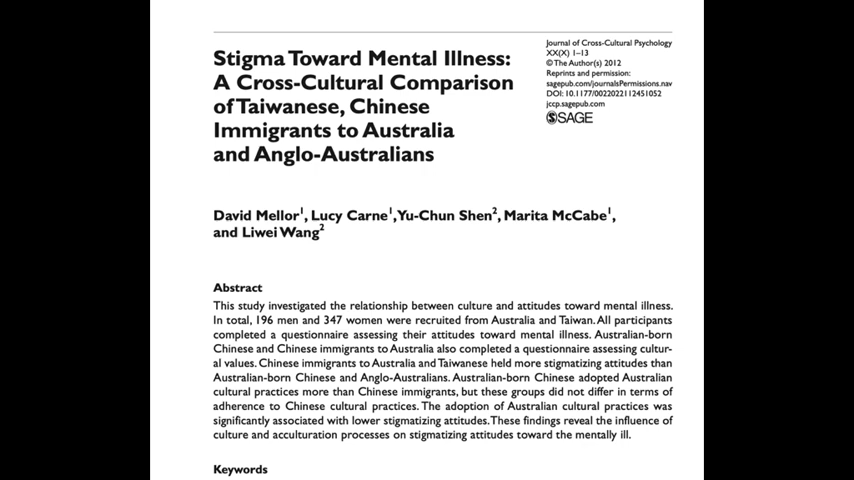 Stigma Toward Mental Illness:
A Cross-Cultural Comparison
of Taiwanese, Chinese
Immigrants to Australia
and Anglo-Australians
Journal of Cross-Cultural Psychology
XX(X) 1–13
© The Author(s) 2012
Reprints and permission:
sagepub.com/journalsPermissions.nav
DOI: 10.1177/0022022112451052
jccp.sagepub.com
SAGE
David Mellor1, Lucy Carne1, Yu-Chun Shen2, Marita McCabe1,
and Liwei Wang2
Abstract
This study investigated the relationship between culture and attitudes toward mental illness.
In total, 196 men and 347 women were recruited from Australia and Taiwan. All participants
completed a questionnaire assessing their attitudes toward mental illness. Australian-born
Chinese and Chinese immigrants to Australia also completed a questionnaire assessing cultur-
al values. Chinese immigrants to Australia and Taiwanese held more stigmatizing attitudes than
Australian-born Chinese and Anglo-Australians. Australian-born Chinese adopted Australian
cultural practices more than Chinese immigrants, but these groups did not differ in terms of
adherence to Chinese cultural practices. The adoption of Australian cultural practices was
significantly associated with lower stigmatizing attitudes. These findings reveal the influence of
culture and acculturation processes on stigmatizing attitudes toward the mentally ill.
Keywords